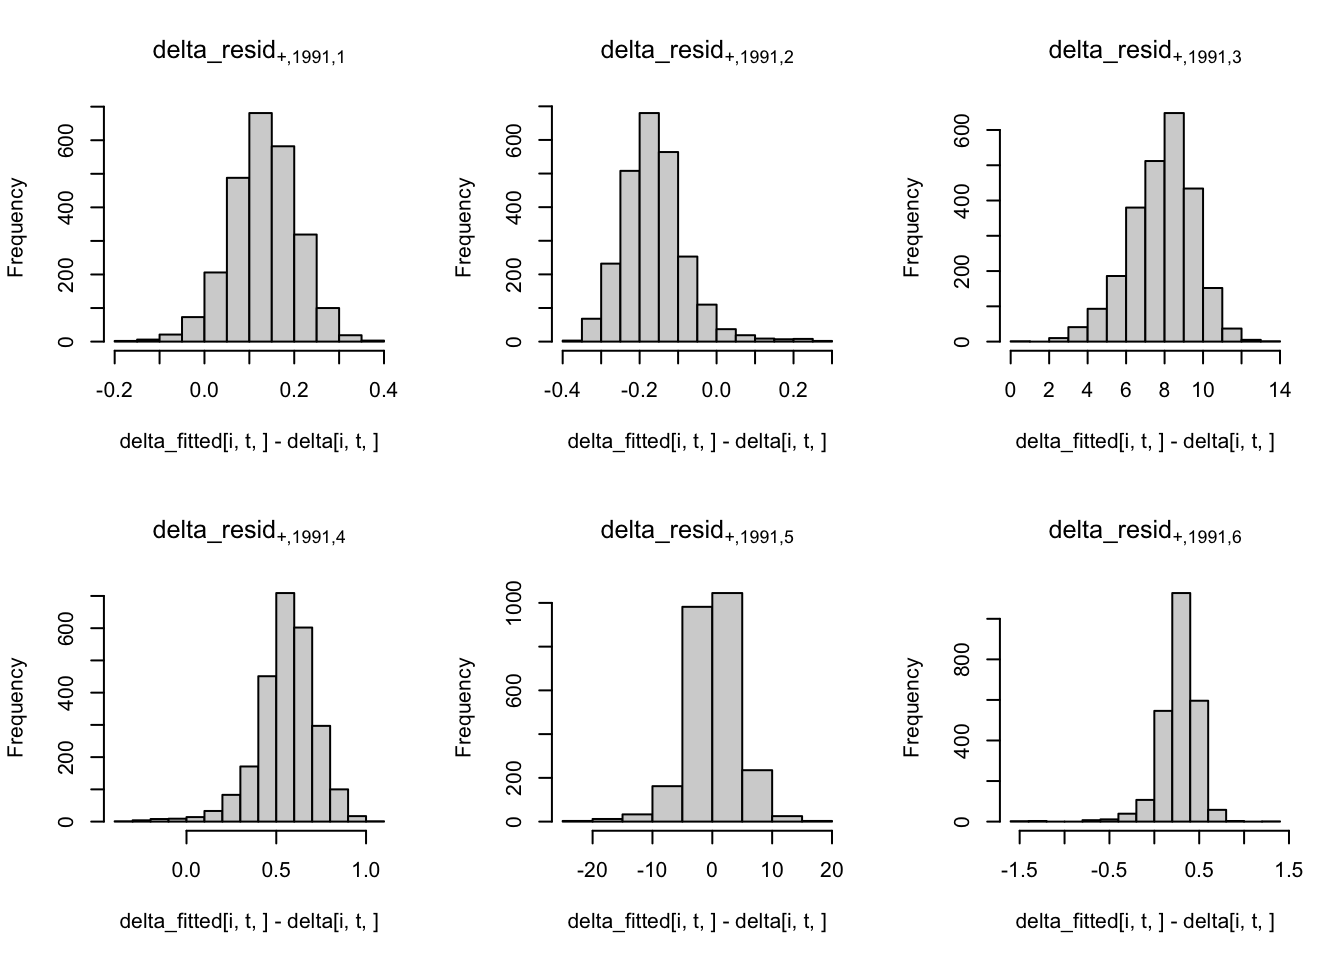 delta_resid+,1991,1
Frequency
0 200 400 600
-0.2 0.0 0.2 0.4
delta_fitted[i, t, ] - delta[i, t, ]
delta_resid+,1991,2
Frequency
0 200 400 600
-0.4 -0.2 0.0 0.2
delta_fitted[i, t, ] - delta[i, t, ]
delta_resid+,1991,3
Frequency
0 200 400 600
0 2 4 6 8 10 14
delta_fitted[i, t, ] - delta[i, t, ]
delta_resid+,1991,4
Frequency
0 200 400 600
0.0 0.5 1.0
delta_fitted[i, t, ] - delta[i, t, ]
delta_resid+,1991,5
Frequency
0 200 600 1000
-20 -10 0 10 20
delta_fitted[i, t, ] - delta[i, t, ]
delta_resid+,1991,6
Frequency
0 400 800
-1.5 -0.5 0.5 1.5
delta_fitted[i, t, ] - delta[i, t, ]